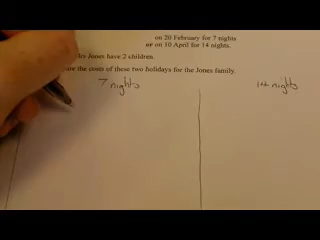 on 20 February for 7 nights
or on 10 April for 14 nights.
Mrs Jones have 2 children.
the costs of these two holidays for the Jones family.
7 nights
14 nights